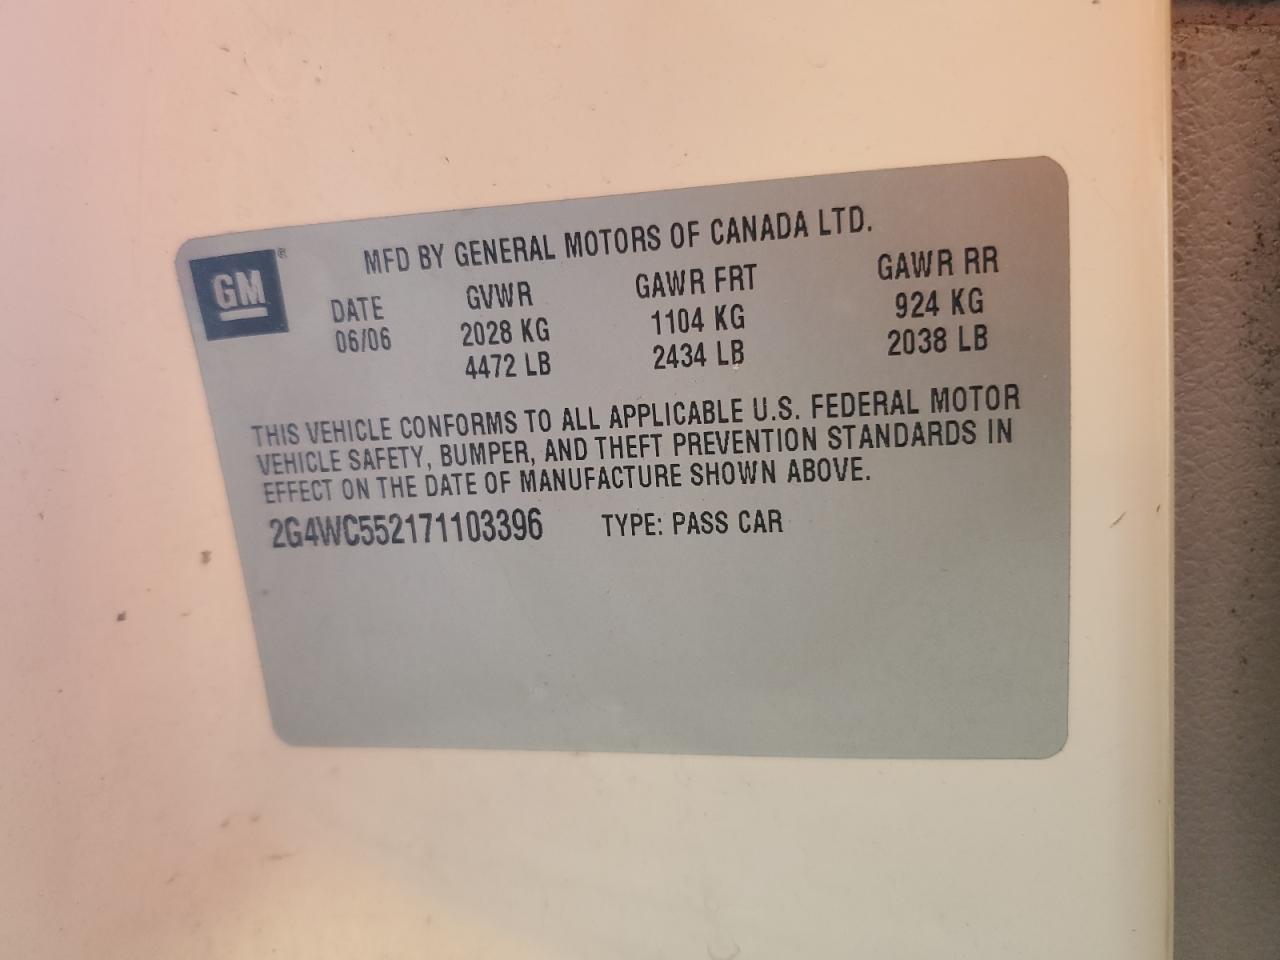 GM ®
MFD BY GENERAL MOTORS OF CANADA LTD.
DATE GVWR GAWR FRT GAWR RR
06/06 2028 KG 1104 KG 924 KG
4472 LB 2434 LB 2038 LB
THIS VEHICLE CONFORMS TO ALL APPLICABLE U.S. FEDERAL MOTOR
VEHICLE SAFETY, BUMPER, AND THEFT PREVENTION STANDARDS IN
EFFECT ON THE DATE OF MANUFACTURE SHOWN ABOVE.
2G4WC552171103396 TYPE: PASS CAR